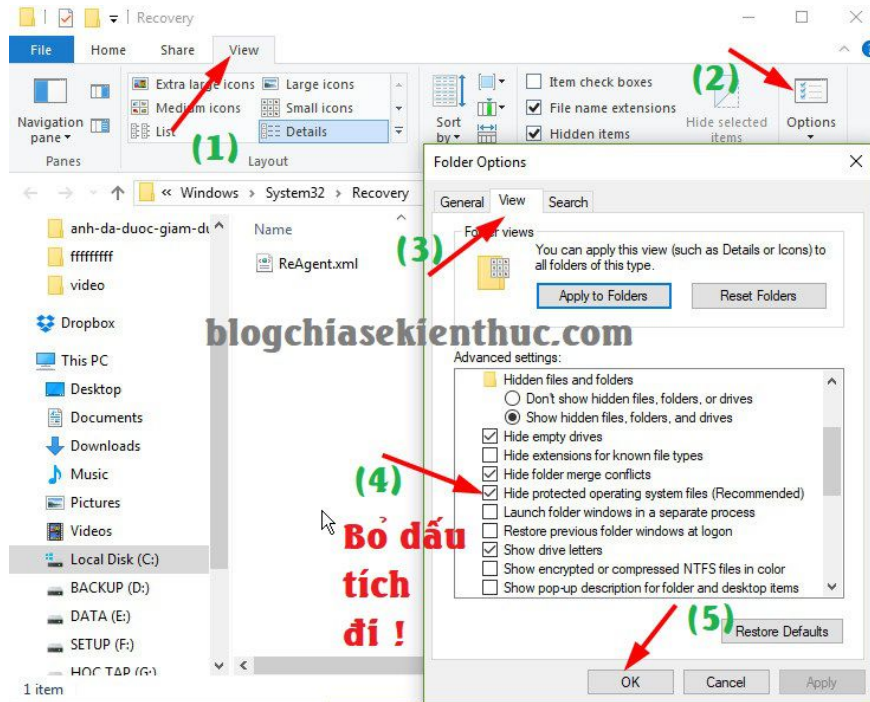 Recovery
File Home Share View
Extra large icons Large icons
Medium icons Small icons
List Details
Navigation pane
Sort by
Item check boxes
File name extensions
Hidden items
Hide selected items
Options
Panes
Layout
(1)
(2)
« Windows > System32 > Recovery
anh-da-duoc-giam-du
fffffffff
video
Dropbox
This PC
Desktop
Documents
Downloads
Music
Pictures
Videos
Local Disk (C:)
BACKUP (D:)
DATA (E:)
SETUP (F:)
HOC TAP (G:)
1 item
Name
ReAgent.xml
blogchiasekienthuc.com
Folder Options
General View Search
(3)
Folder views
You can apply this view (such as Details or Icons) to
all folders of this type.
Apply to Folders Reset Folders
Advanced settings:
Hidden files and folders
Don't show hidden files, folders, or drives
Show hidden files, folders, and drives
Hide empty drives
Hide extensions for known file types
Hide folder merge conflicts
Hide protected operating system files (Recommended)
Launch folder windows in a separate process
Restore previous folder windows at logon
Show drive letters
Show encrypted or compressed NTFS files in color
Show pop-up description for folder and desktop items
(4)
Bỏ dấu
tích
đi !
(5)
Restore Defaults
OK Cancel Apply